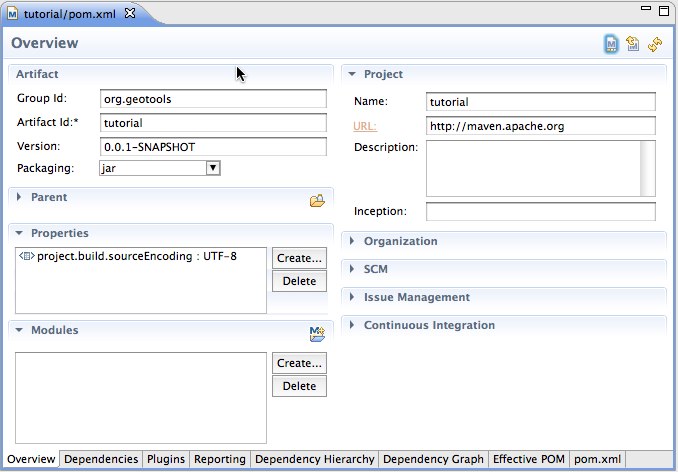 tutorial/pom.xml
Overview
Artifact
Group Id: org.geotools
Artifact Id:* tutorial
Version: 0.0.1-SNAPSHOT
Packaging: jar
Parent
Properties
project.build.sourceEncoding : UTF-8
Create...
Delete
Modules
Create...
Delete
Project
Name: tutorial
URL: http://maven.apache.org
Description:
Inception:
Organization
SCM
Issue Management
Continuous Integration
Overview Dependencies Plugins Reporting Dependency Hierarchy Dependency Graph Effective POM pom.xml